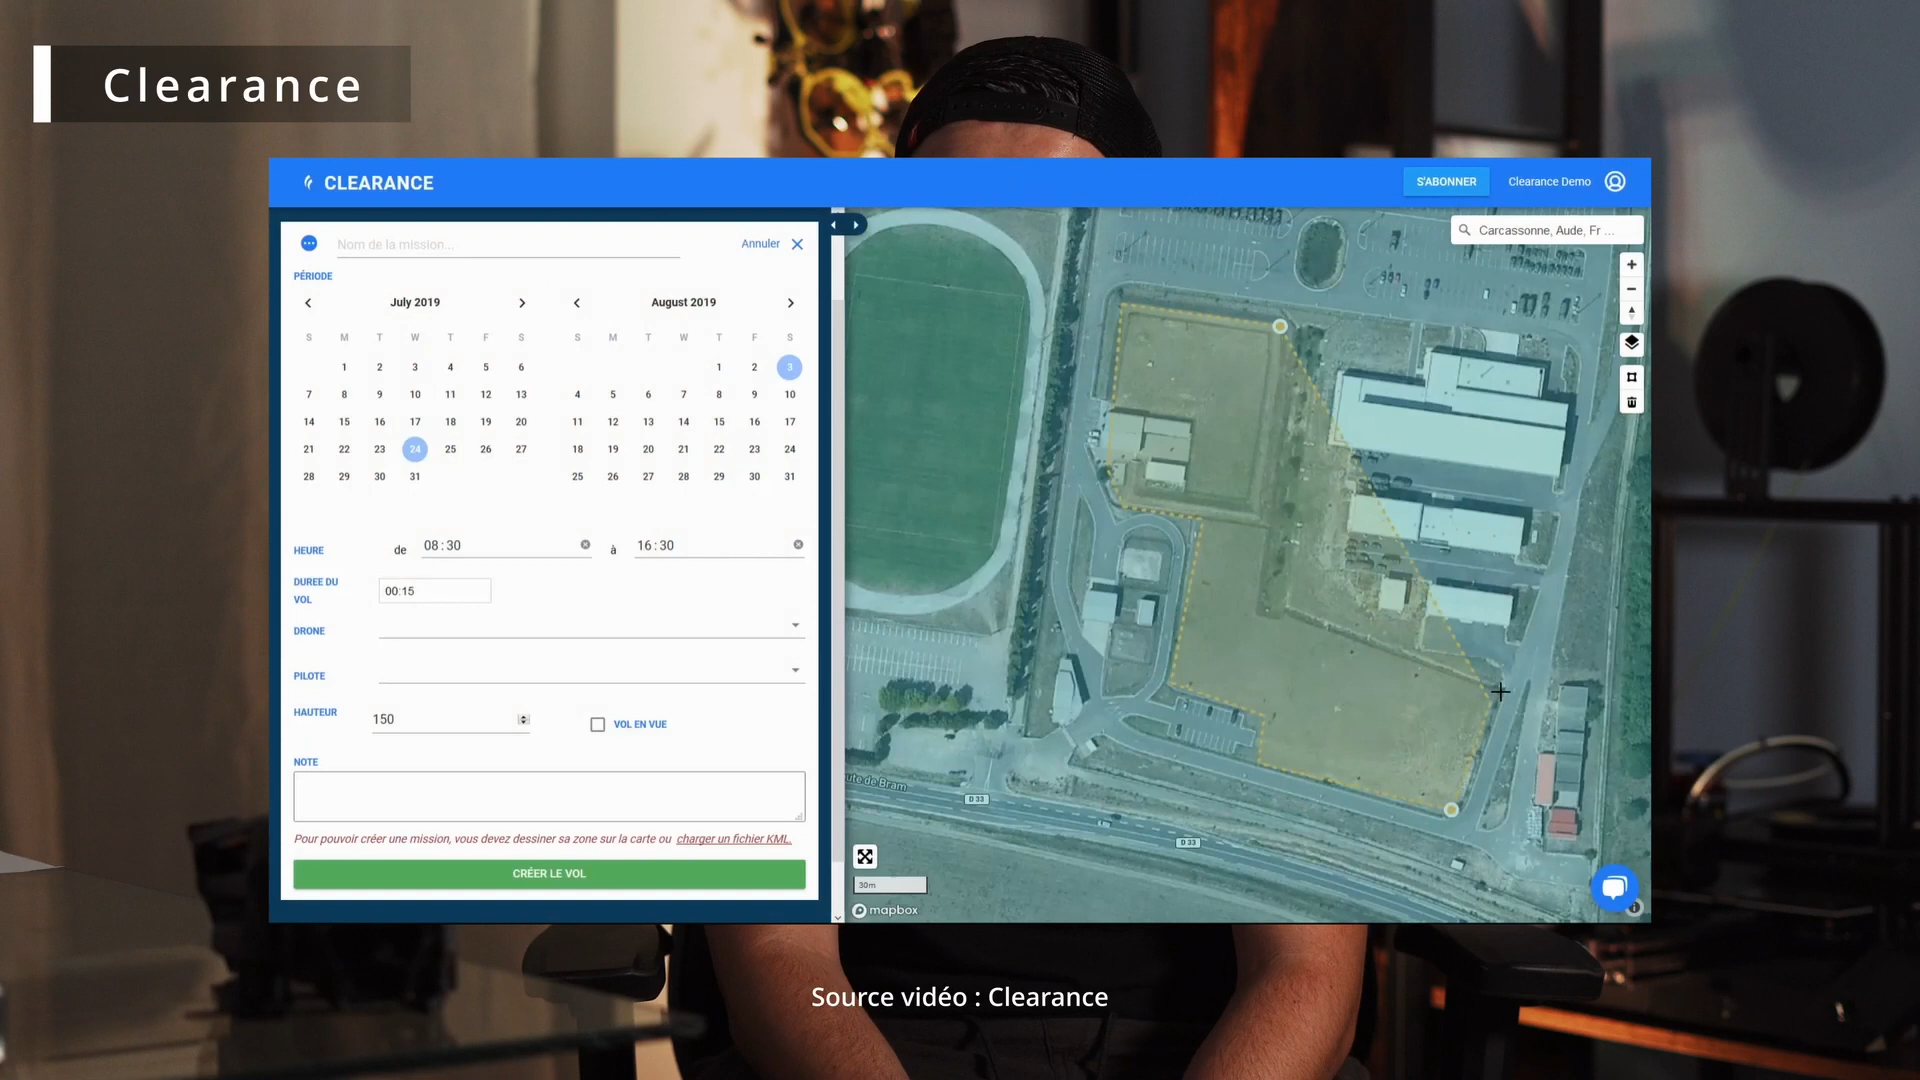 Clearance
CLEARANCE
S'ABONNER
Clearance Demo
Nom de la mission...
Annuler
PÉRIODE
July 2019
August 2019
S M T W T F S
S M T W T F S
1 2 3 4 5 6
1 2 3
7 8 9 10 11 12 13
4 5 6 7 8 9 10
14 15 16 17 18 19 20
11 12 13 14 15 16 17
21 22 23 24 25 26 27
18 19 20 21 22 23 24
28 29 30 31
25 26 27 28 29 30 31
HEURE
de
08:30
à
16:30
DUREE DU
VOL
00:15
DRONE
PILOTE
HAUTEUR
150
VOL EN VUE
NOTE
Pour pouvoir créer une mission, vous devez dessiner sa zone sur la carte ou charger un fichier KML.
CRÉER LE VOL
Carcassonne, Aude, Fr ...
ute de Bram
D 33
D 33
30m
mapbox
Source vidéo : Clearance